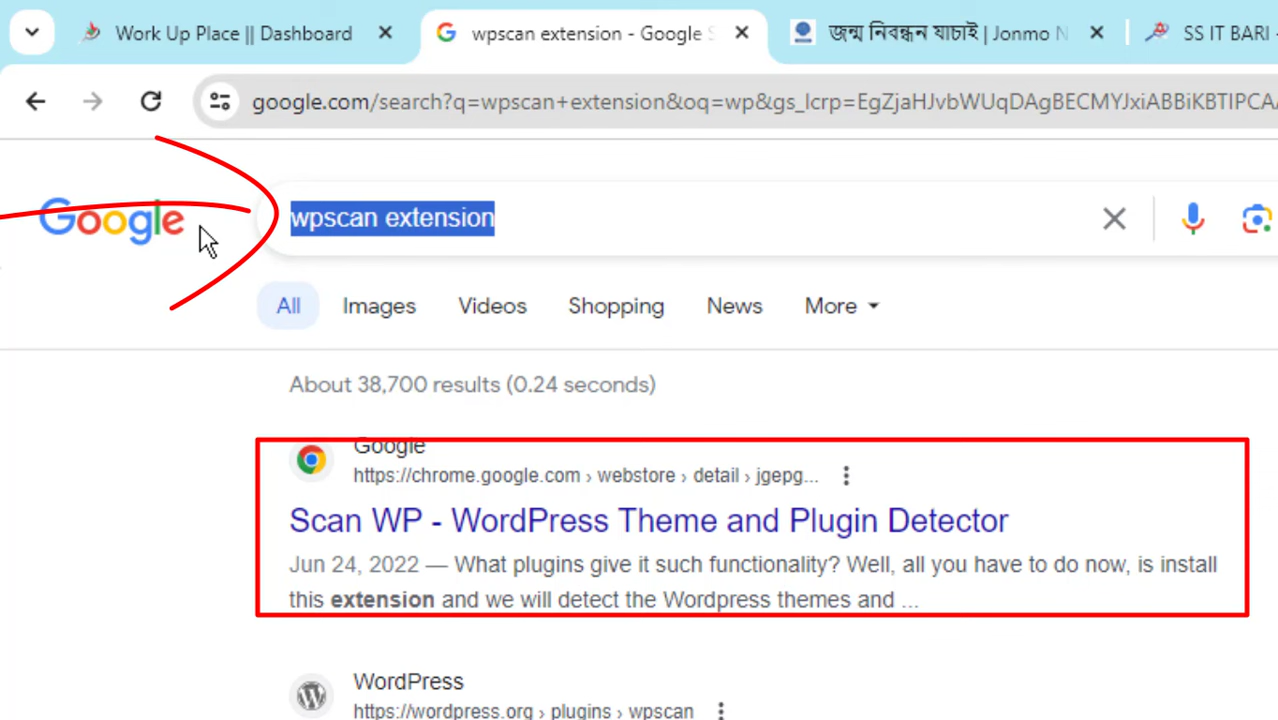 Work Up Place || Dashboard
wpscan extension - Google S
জন্ম নিবন্ধন যাচাই | Jonmo N
SS IT BARI -
google.com/search?q=wpscan+extension&oq=wp&gs_lcrp=EgZjaHJvbWUqDAgBECMYJxiABBiKBTIPCAA
Google
wpscan extension
All
Images
Videos
Shopping
News
More
About 38,700 results (0.24 seconds)
Google
https://chrome.google.com › webstore › detail › jgepg...
Scan WP - WordPress Theme and Plugin Detector
Jun 24, 2022 — What plugins give it such functionality? Well, all you have to do now, is install
this extension and we will detect the Wordpress themes and ...
WordPress
https://wordpress.org › plugins › wpscan